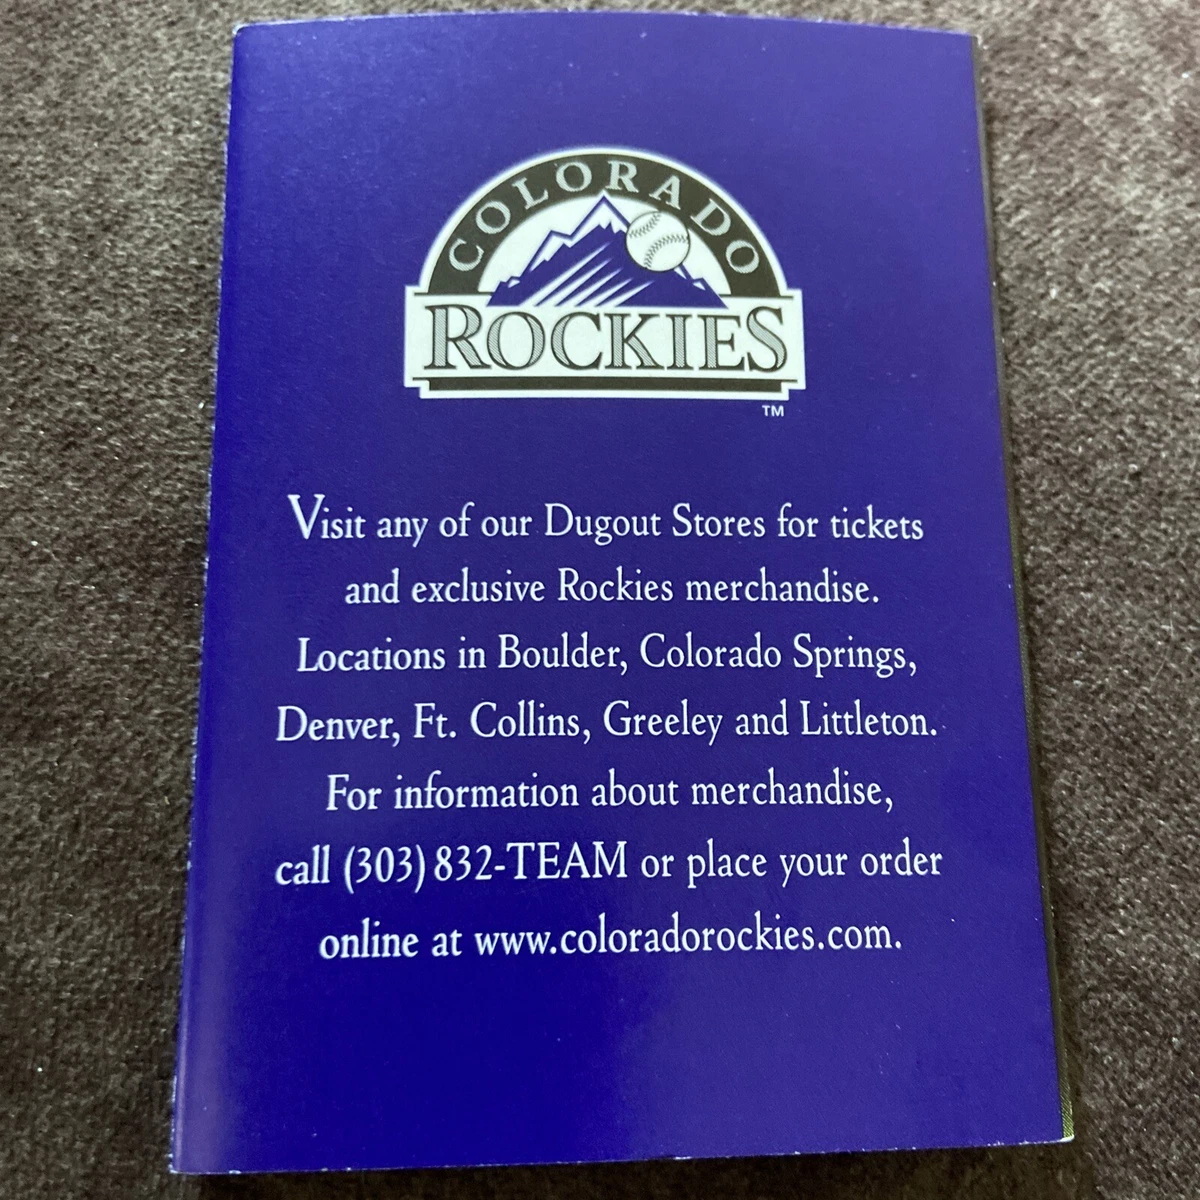 COLORADO
ROCKIES
TM
Visit any of our Dugout Stores for tickets
and exclusive Rockies merchandise.
Locations in Boulder, Colorado Springs,
Denver, Ft. Collins, Greeley and Littleton.
For information about merchandise,
call (303) 832-TEAM or place your order
online at www.coloradorockies.com.